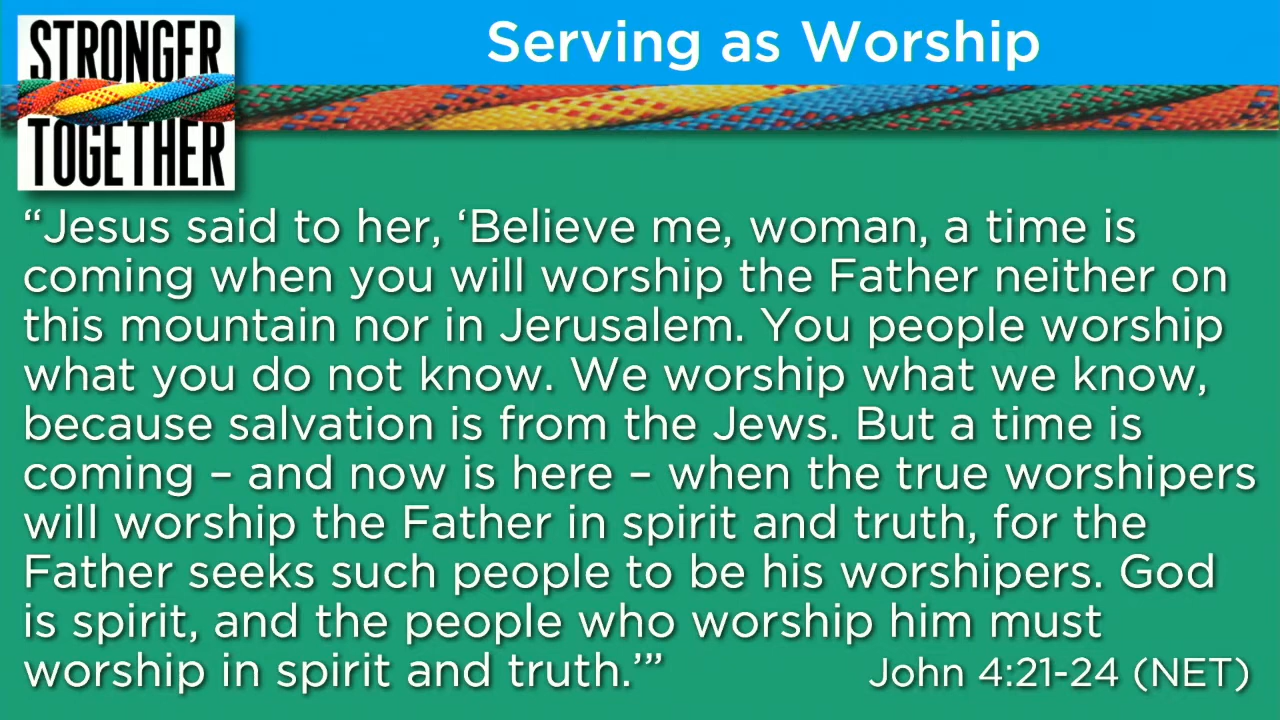 STRONGER
TOGETHER
Serving as Worship
“Jesus said to her, ‘Believe me, woman, a time is
coming when you will worship the Father neither on
this mountain nor in Jerusalem. You people worship
what you do not know. We worship what we know,
because salvation is from the Jews. But a time is
coming – and now is here – when the true worshipers
will worship the Father in spirit and truth, for the
Father seeks such people to be his worshipers. God
is spirit, and the people who worship him must
worship in spirit and truth.’”
John 4:21-24 (NET)